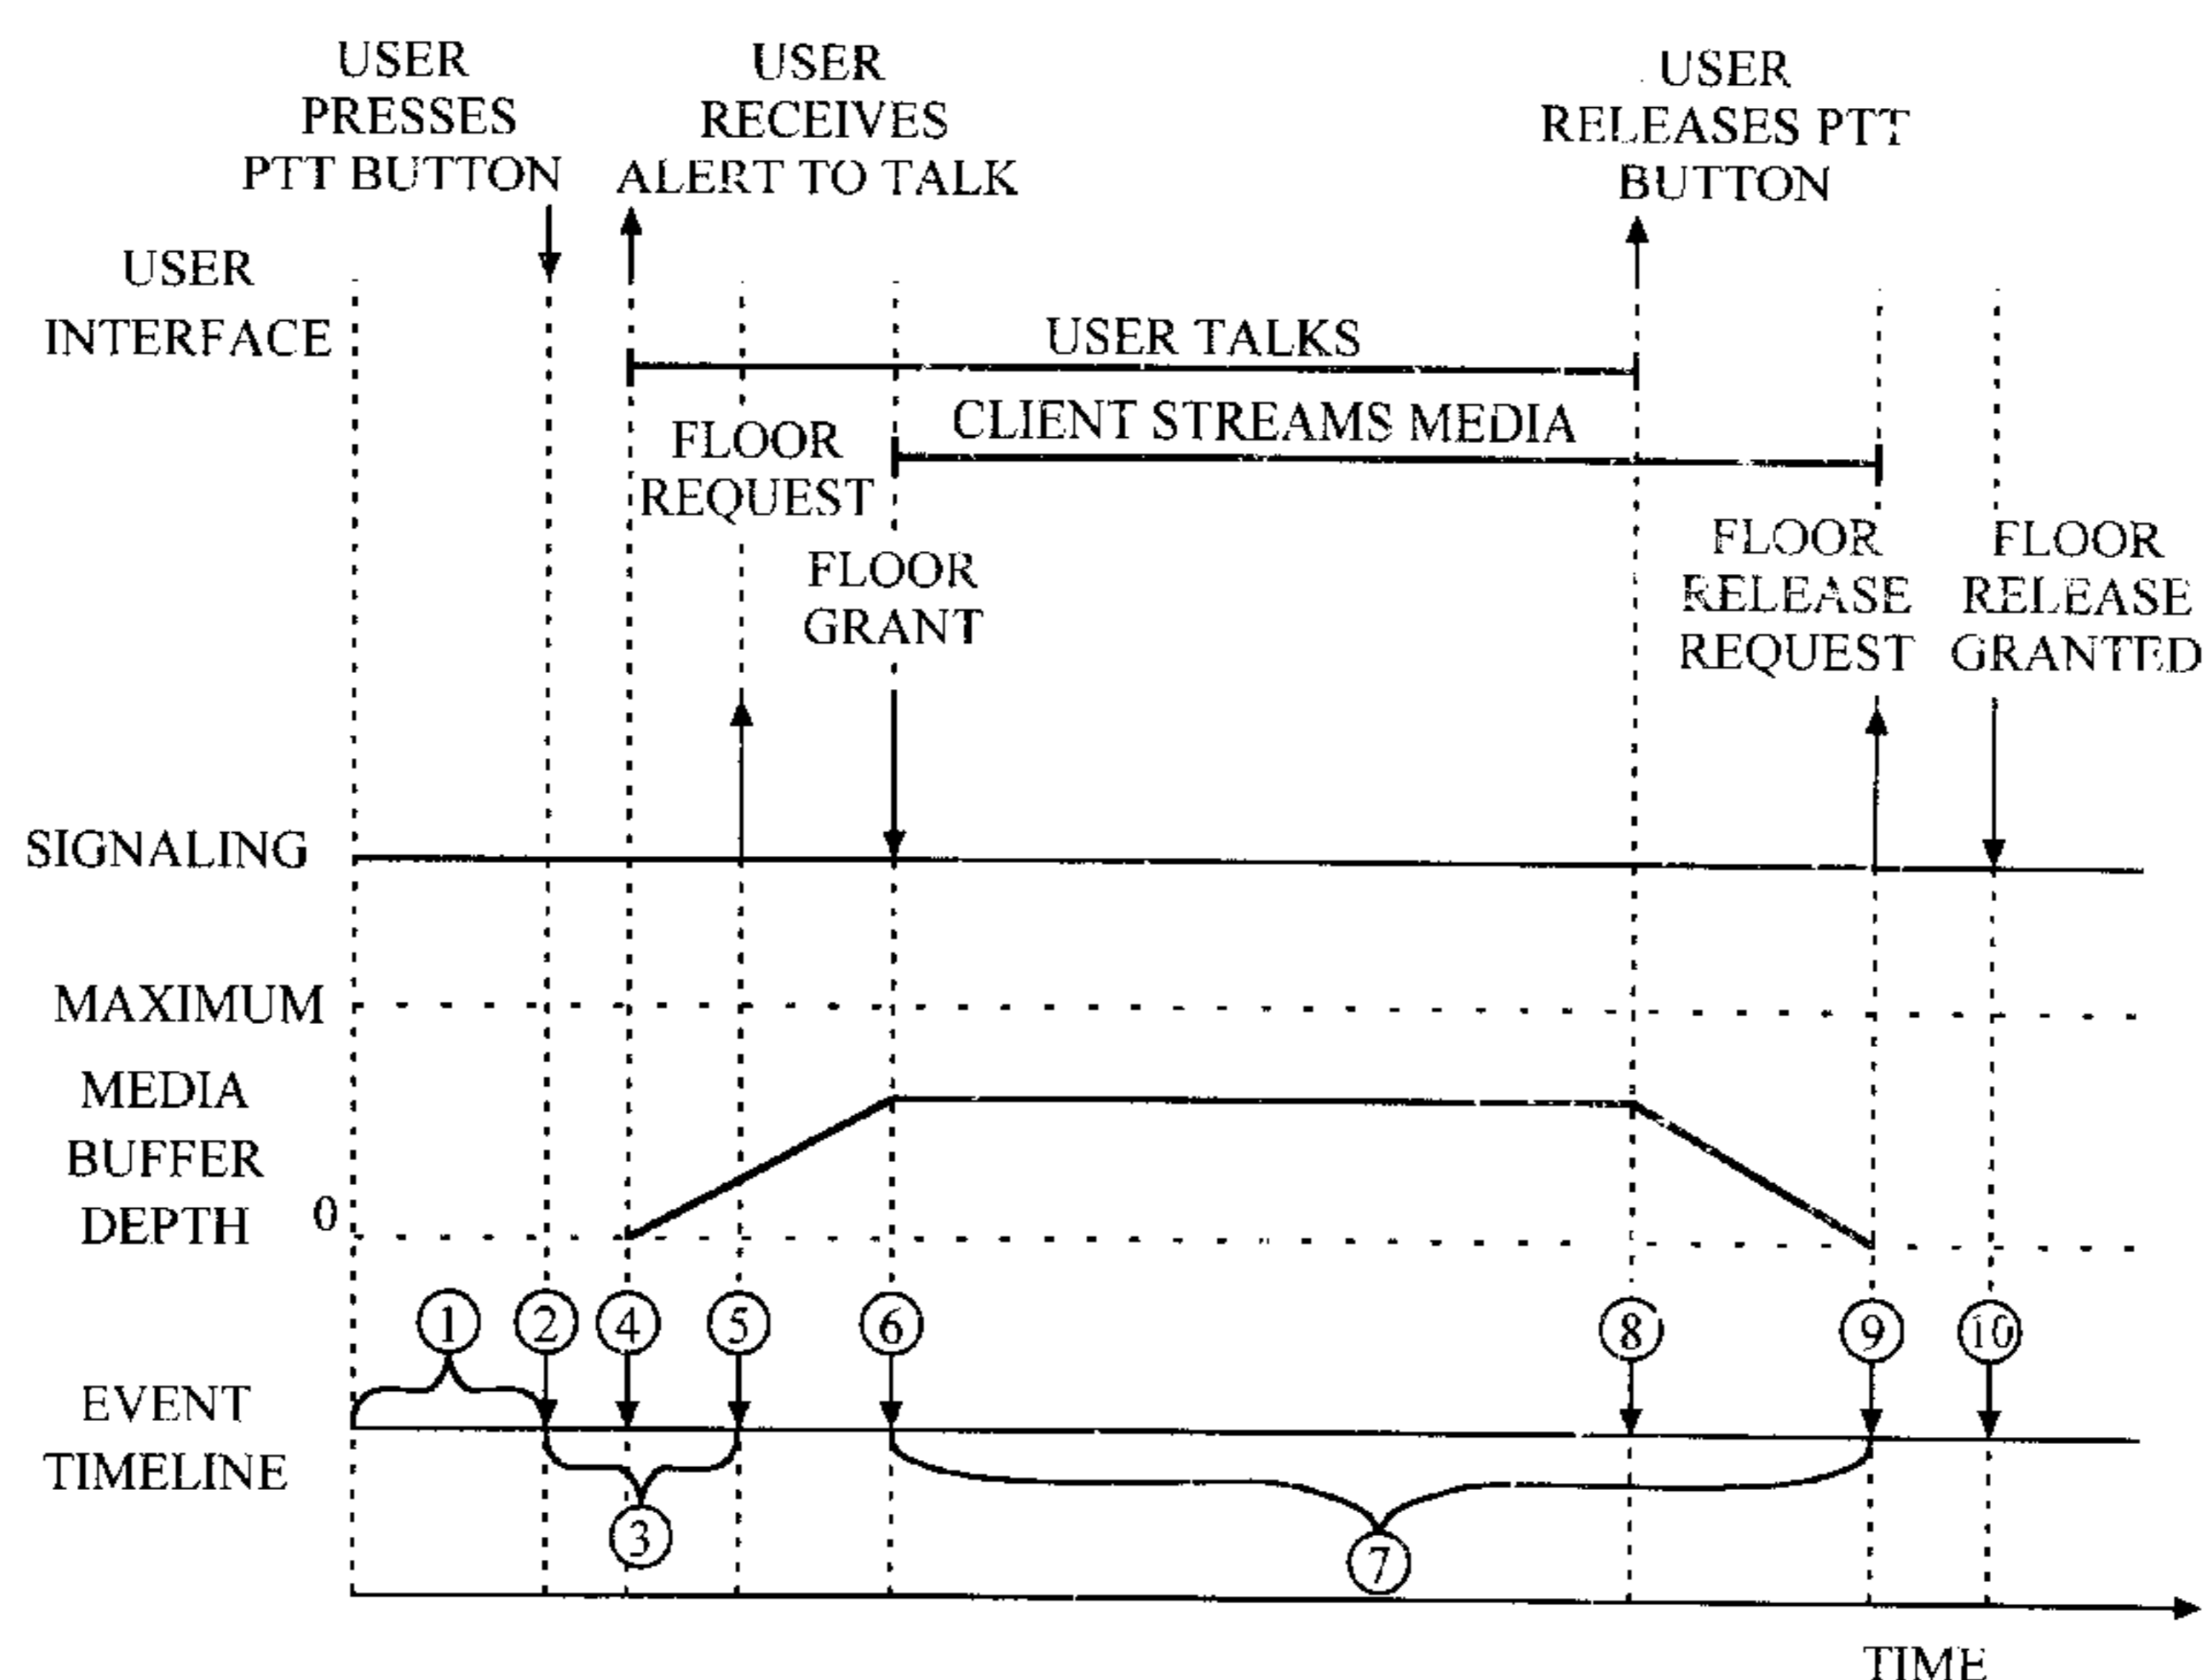 USER
PRESSES
PTT BUTTON
USER
RECEIVES
ALERT TO TALK
USER
RELEASES PTT
BUTTON
USER
INTERFACE
USER TALKS
CLIENT STREAMS MEDIA
FLOOR
REQUEST
FLOOR
GRANT
FLOOR
RELEASE
REQUEST
FLOOR
RELEASE
GRANTED
SIGNALING
MAXIMUM
MEDIA
BUFFER
DEPTH
0
1
2
4
5
6
8
9
10
EVENT
TIMELINE
3
7
TIME